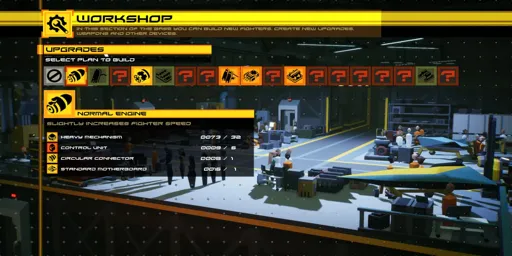 WORKSHOP
IN THIS SECTION OF THE BASE YOU CAN BUILD NEW FIGHTERS, CREATE NEW UPGRADES,
WEAPONS AND OTHER DEVICES.
UPGRADES
SELECT PLAN TO BUILD
NORMAL ENGINE
SLIGHTLY INCREASES FIGHTER SPEED
HEAVY MECHANISM 0073 / 32
CONTROL UNIT 0009 / 6
CIRCULAR CONNECTOR 0008 / 1
STANDARD MOTHERBOARD 0016 / 1